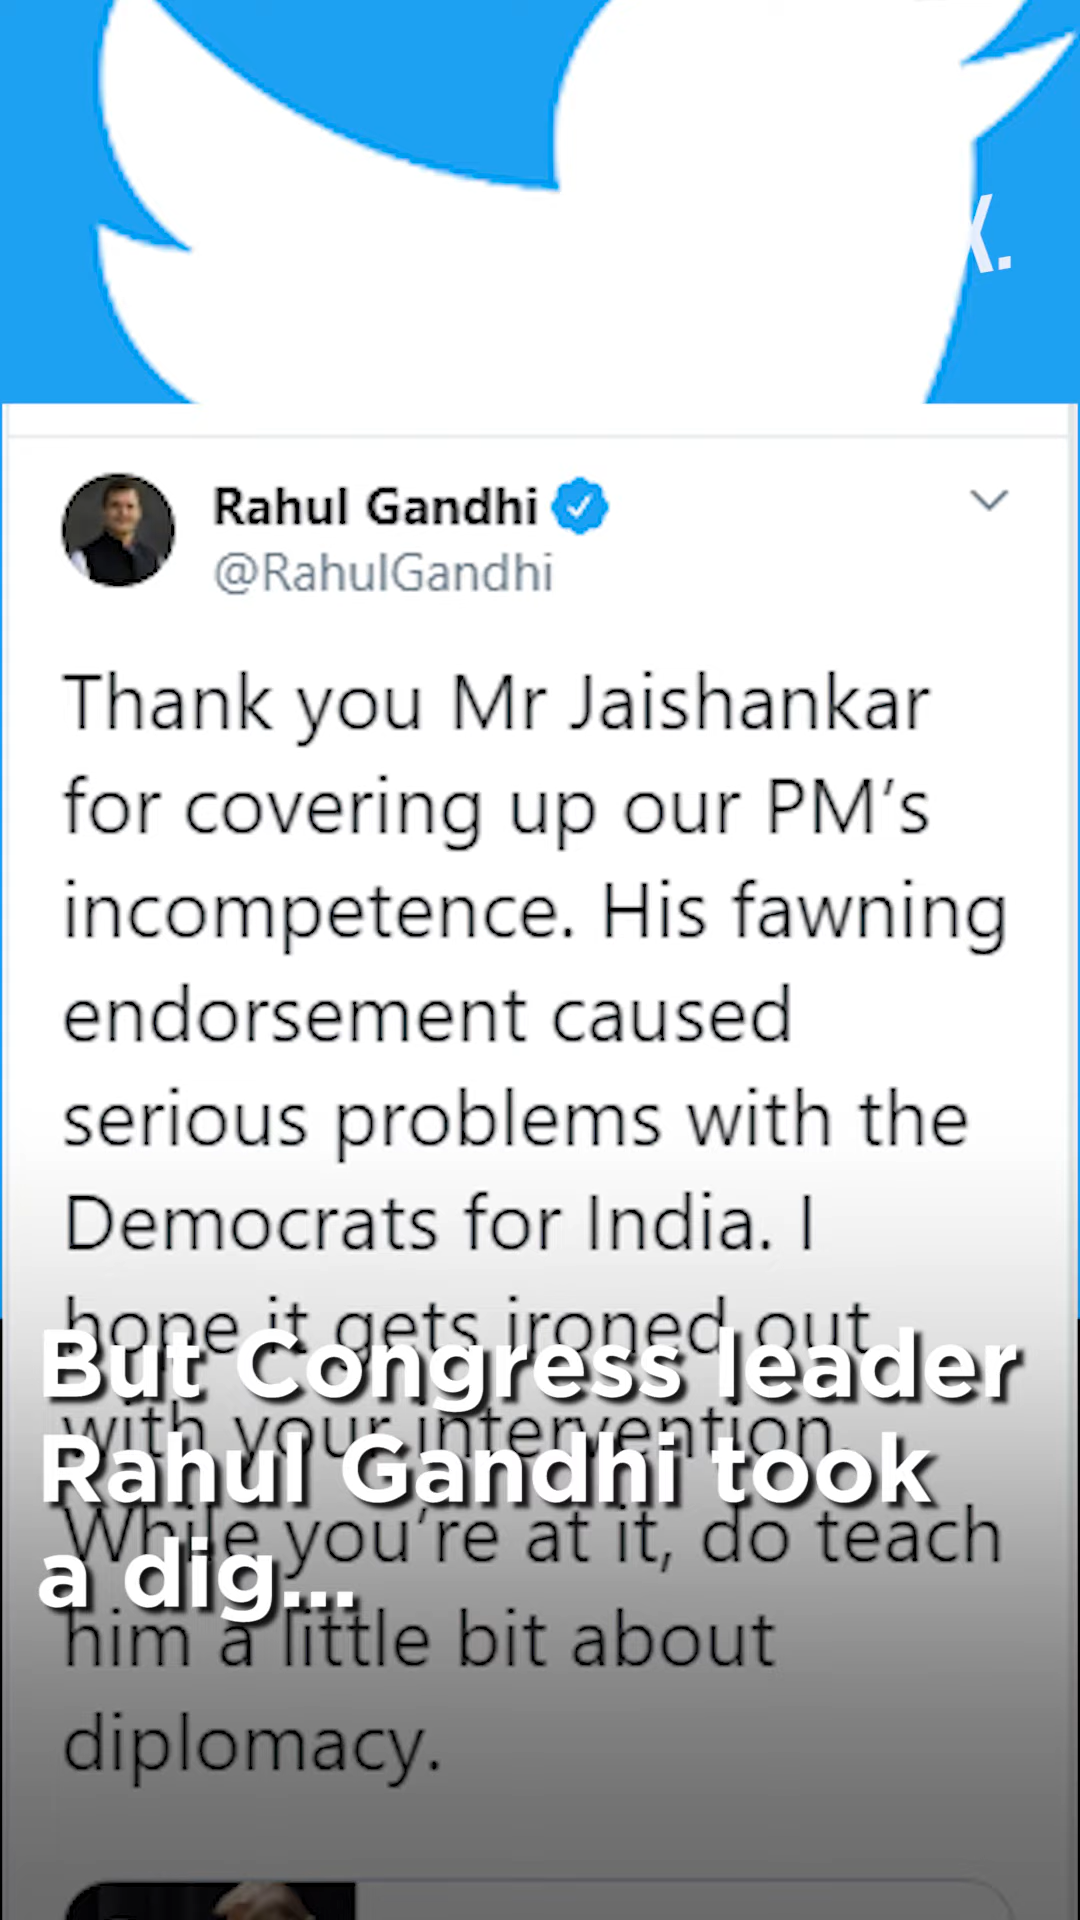 K.
Rahul Gandhi
@RahulGandhi
Thank you Mr Jaishankar
for covering up our PM’s
incompetence. His fawning
endorsement caused
serious problems with the
Democrats for India. I
hope it gets ironed out
with your intervention.
While you’re at it, do teach
him a little bit about
diplomacy.
But Congress leader
Rahul Gandhi took
a dig...